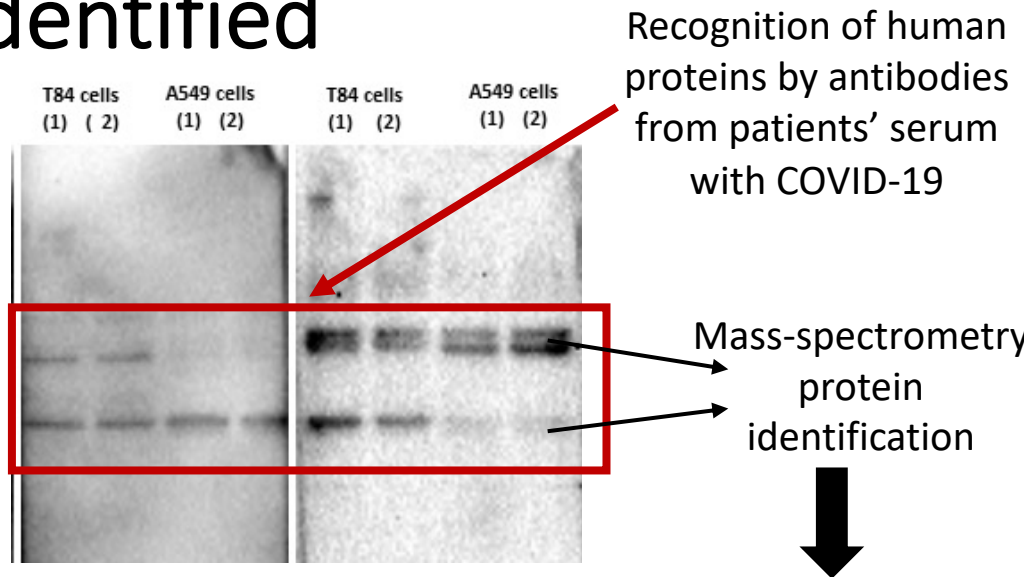 dentified
Recognition of human
proteins by antibodies
from patients’ serum
with COVID-19
T84 cells A549 cells T84 cells A549 cells
(1) ( 2) (1) (2) (1) (2) (1) (2)
Mass-spectrometry
protein
identification